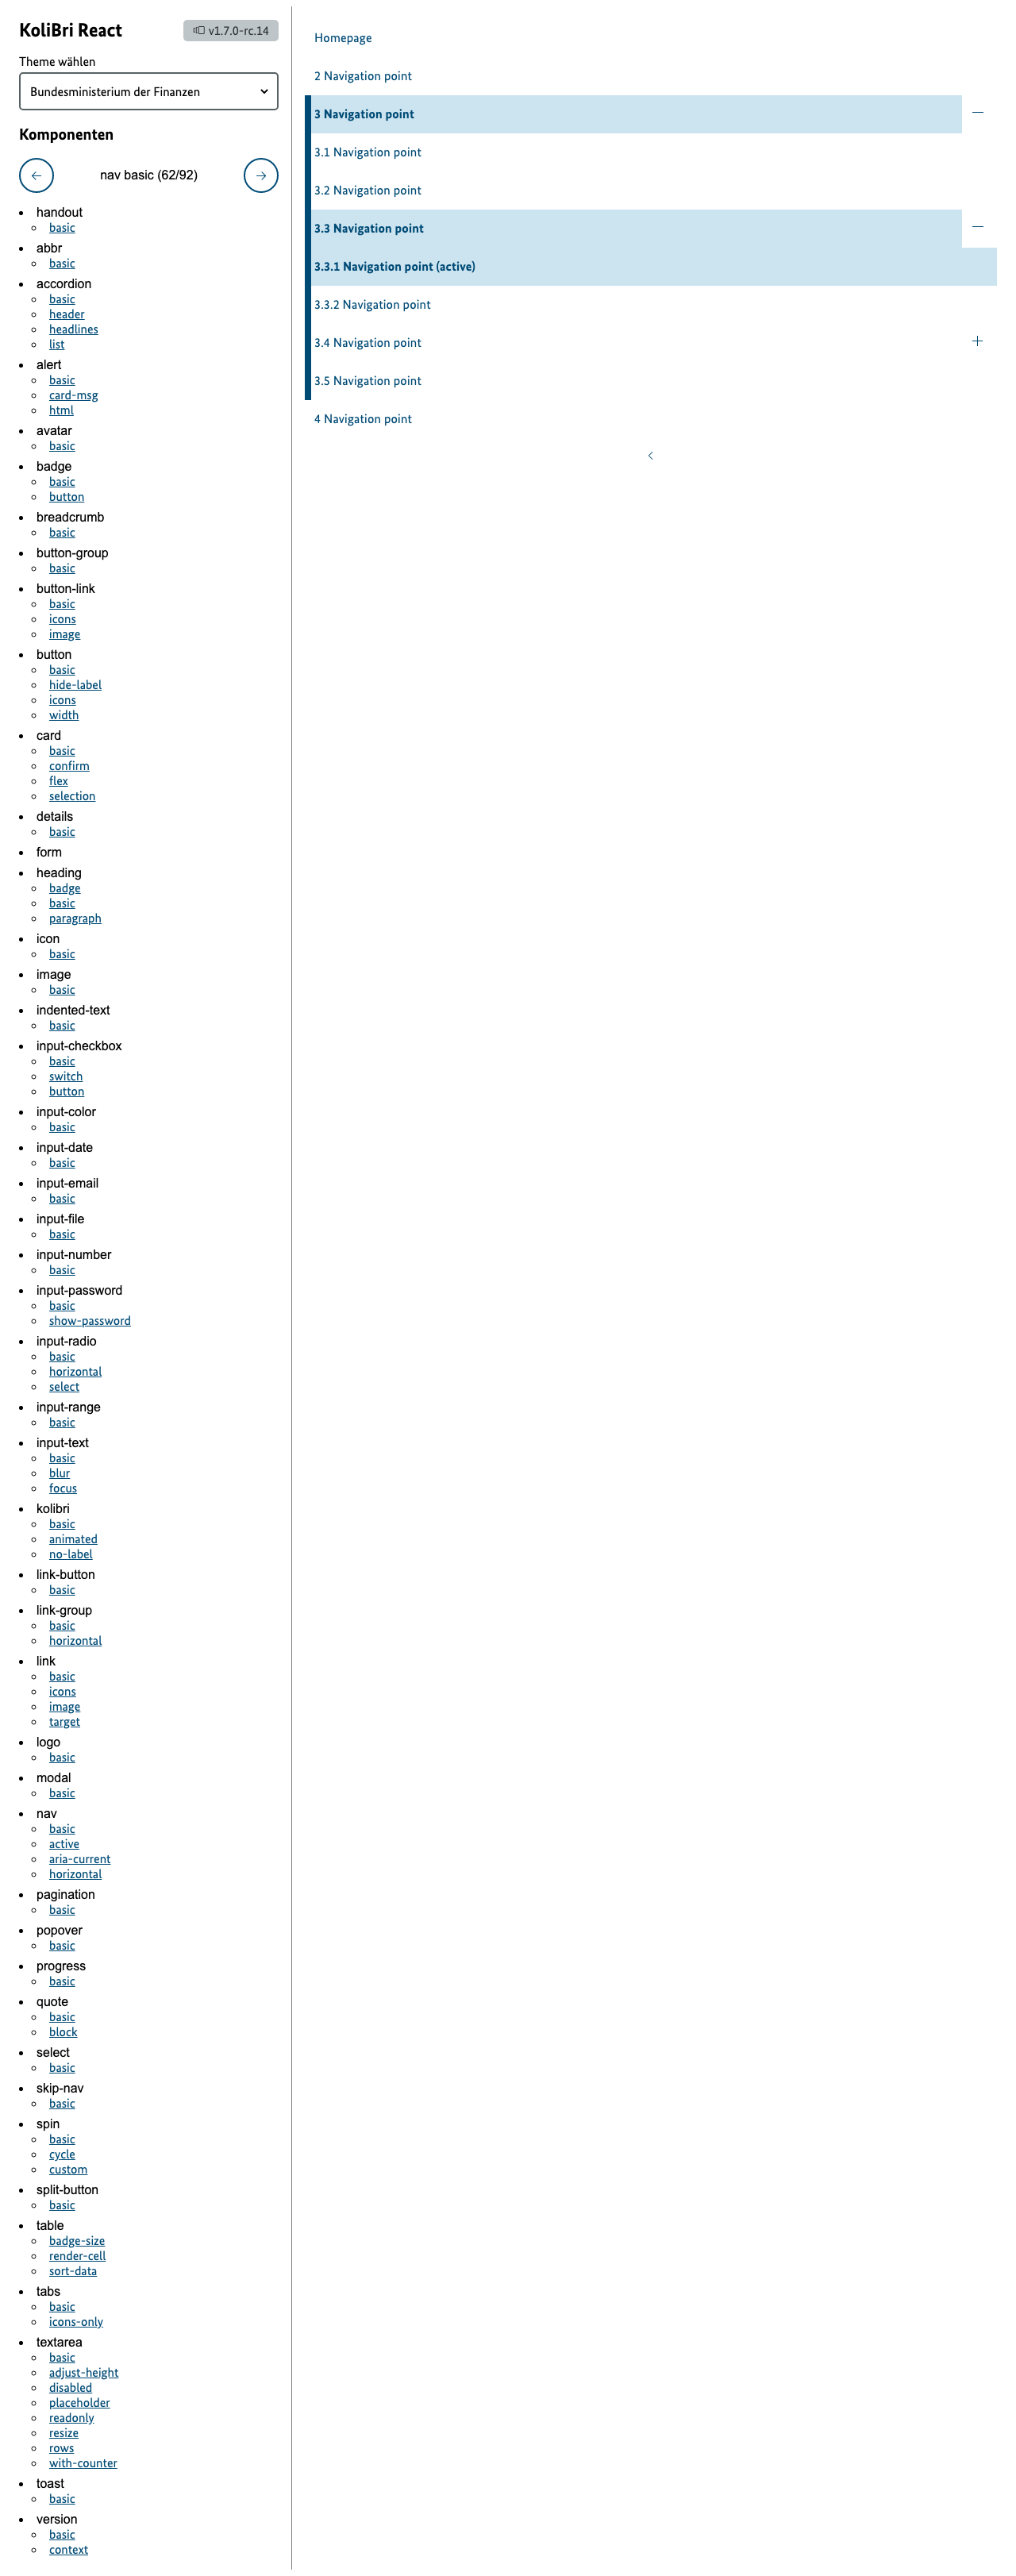 KoliBri React
v1.7.0-rc.14
Theme wählen
Bundesministerium der Finanzen
Komponenten
nav basic (62/92)
handout
basic
abbr
basic
accordion
basic
header
headlines
list
alert
basic
card-msg
html
avatar
basic
badge
basic
button
breadcrumb
basic
button-group
basic
button-link
basic
icons
image
button
basic
hide-label
icons
width
card
basic
confirm
flex
selection
details
basic
form
heading
badge
basic
paragraph
icon
basic
image
basic
indented-text
basic
input-checkbox
basic
switch
button
input-color
basic
input-date
basic
input-email
basic
input-file
basic
input-number
basic
input-password
basic
show-password
input-radio
basic
horizontal
select
input-range
basic
input-text
basic
blur
focus
kolibri
basic
animated
no-label
link-button
basic
link-group
basic
horizontal
link
basic
icons
image
target
logo
basic
modal
basic
nav
basic
active
aria-current
horizontal
pagination
basic
popover
basic
progress
basic
quote
basic
block
select
basic
skip-nav
basic
spin
basic
cycle
custom
split-button
basic
table
badge-size
render-cell
sort-data
tabs
basic
icons-only
textarea
basic
adjust-height
disabled
placeholder
readonly
resize
rows
with-counter
toast
basic
version
basic
context
Homepage
2 Navigation point
3 Navigation point
3.1 Navigation point
3.2 Navigation point
3.3 Navigation point
3.3.1 Navigation point (active)
3.3.2 Navigation point
3.4 Navigation point
3.5 Navigation point
4 Navigation point